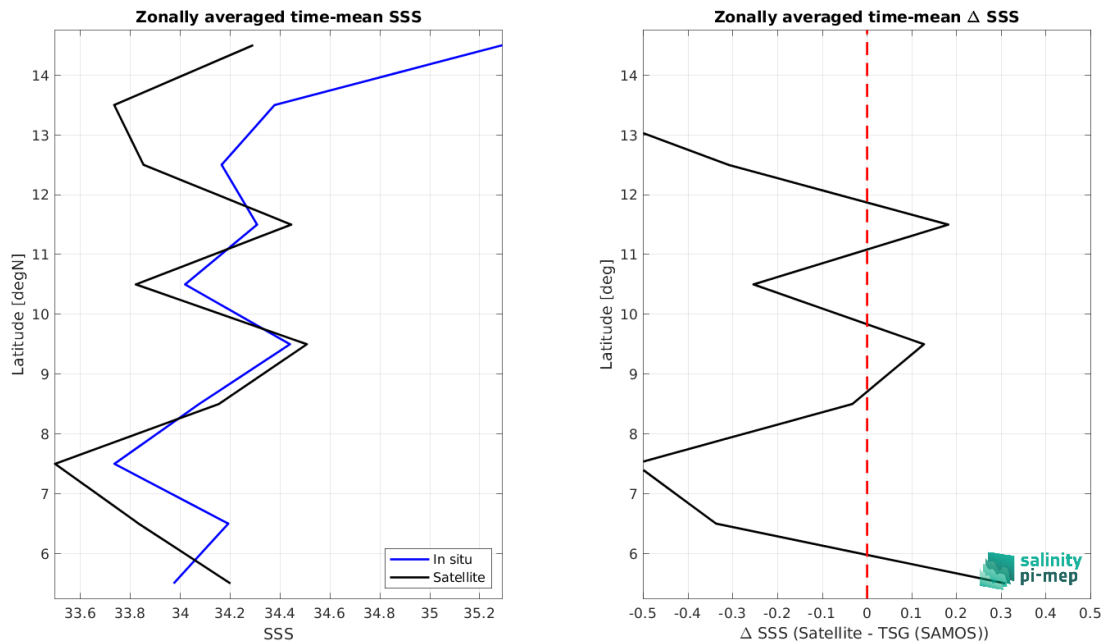 Zonally averaged time-mean SSS
14
13
12
11
10
9
8
7
6
Latitude [degN]
33.6 33.8 34 34.2 34.4 34.6 34.8 35 35.2
SSS
In situ
Satellite
Zonally averaged time-mean Δ SSS
14
13
12
11
10
9
8
7
6
Latitude [deg]
-0.5 -0.4 -0.3 -0.2 -0.1 0 0.1 0.2 0.3 0.4 0.5
Δ SSS (Satellite - TSG (SAMOS))
salinity
pi-mep